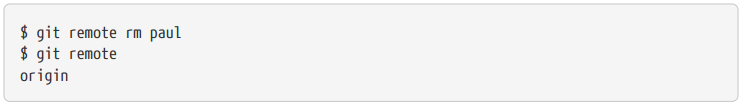 $ git remote rm paul
$ git remote
origin